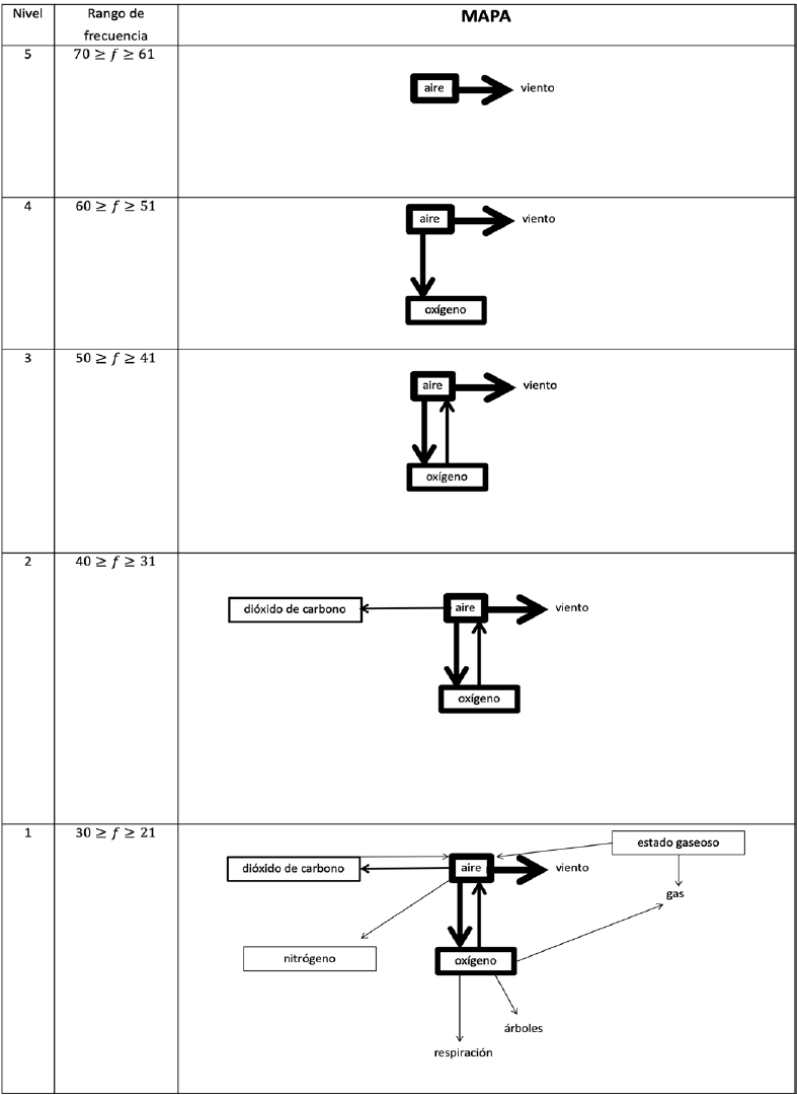 Nivel
Rango de
frecuencia
MAPA
5
70 ≥ f ≥ 61
aire
viento
4
60 ≥ f ≥ 51
aire
viento
oxígeno
3
50 ≥ f ≥ 41
aire
viento
oxígeno
2
40 ≥ f ≥ 31
dióxido de carbono
aire
viento
oxígeno
1
30 ≥ f ≥ 21
estado gaseoso
dióxido de carbono
aire
viento
gas
nitrógeno
oxígeno
árboles
respiración